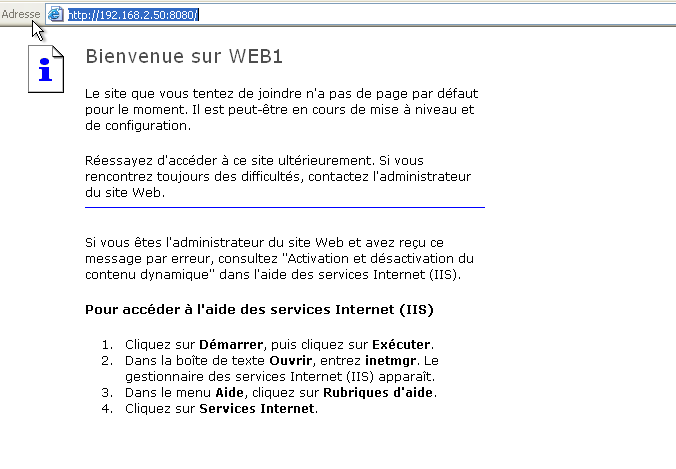 Adresse http://192.168.2.50:8080/
Bienvenue sur WEB1
Le site que vous tentez de joindre n'a pas de page par défaut
pour le moment. Il est peut-être en cours de mise à niveau et
de configuration.
Réessayez d'accéder à ce site ultérieurement. Si vous
rencontrez toujours des difficultés, contactez l'administrateur
du site Web.
Si vous êtes l'administrateur du site Web et avez reçu ce
message par erreur, consultez "Activation et désactivation du
contenu dynamique" dans l'aide des services Internet (IIS).
Pour accéder à l'aide des services Internet (IIS)
1. Cliquez sur Démarrer, puis cliquez sur Exécuter.
2. Dans la boîte de texte Ouvrir, entrez inetmgr. Le
gestionnaire des services Internet (IIS) apparaît.
3. Dans le menu Aide, cliquez sur Rubriques d'aide.
4. Cliquez sur Services Internet.